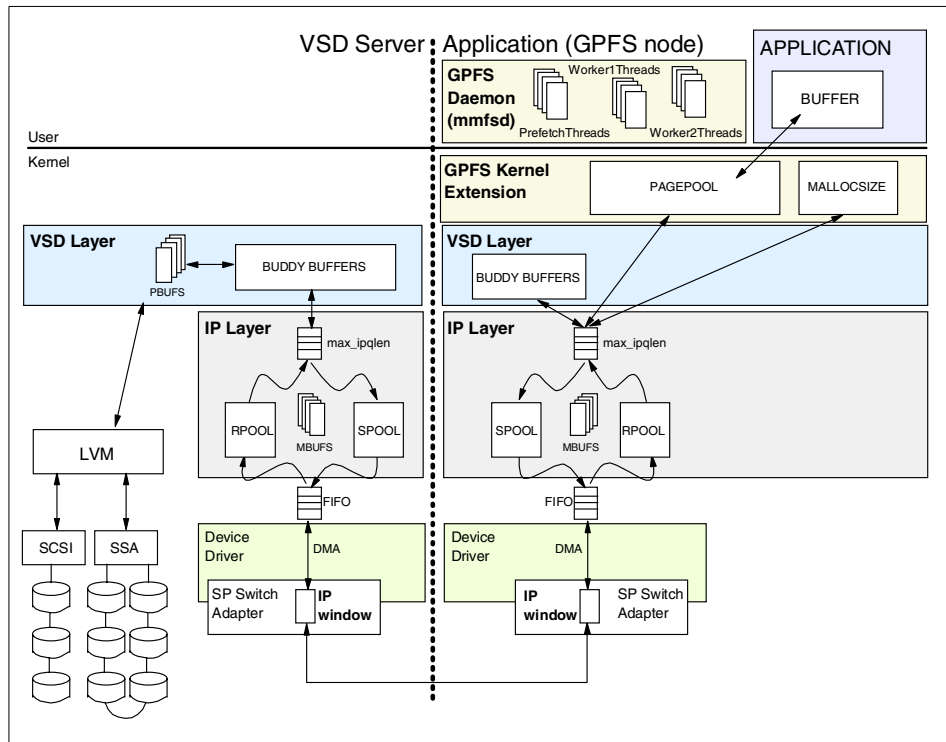 VSD Server
Application (GPFS node)
APPLICATION
BUFFER
GPFS
Daemon
(mmfsd)
Worker1Threads
PrefetchThreads
Worker2Threads
User
Kernel
GPFS Kernel
Extension
PAGEPOOL
MALLOCSIZE
VSD Layer
PBUFS
BUDDY BUFFERS
VSD Layer
BUDDY BUFFERS
IP Layer
max_ipqlen
RPOOL
MBUFS
SPOOL
FIFO
IP Layer
max_ipqlen
SPOOL
MBUFS
RPOOL
FIFO
LVM
SCSI
SSA
Device
Driver
DMA
SP Switch
Adapter
IP
window
Device
Driver
DMA
IP
window
SP Switch
Adapter